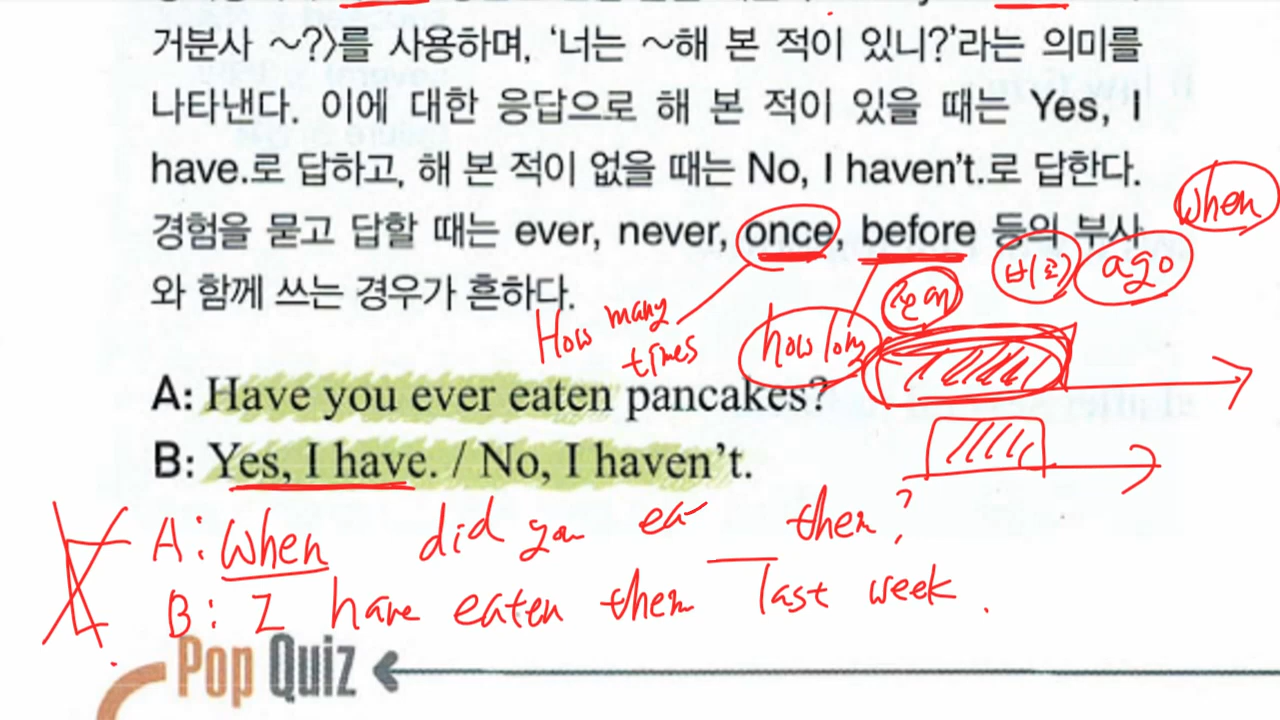 거분사 ~?>를 사용하며, ‘너는 ~해 본 적이 있니?’라는 의미를
나타낸다. 이에 대한 응답으로 해 본 적이 있을 때는 Yes, I
have.로 답하고, 해 본 적이 없을 때는 No, I haven’t.로 답한다.
when
경험을 묻고 답할 때는 ever, never, once, before 등의 부사
ago
와 함께 쓰는 경우가 흔하다.
How many
times
how long
A: Have you ever eaten pancakes?
B: Yes, I have. / No, I haven’t.
A: When did you eat them?
B: I have eaten them last week.
Pop Quiz